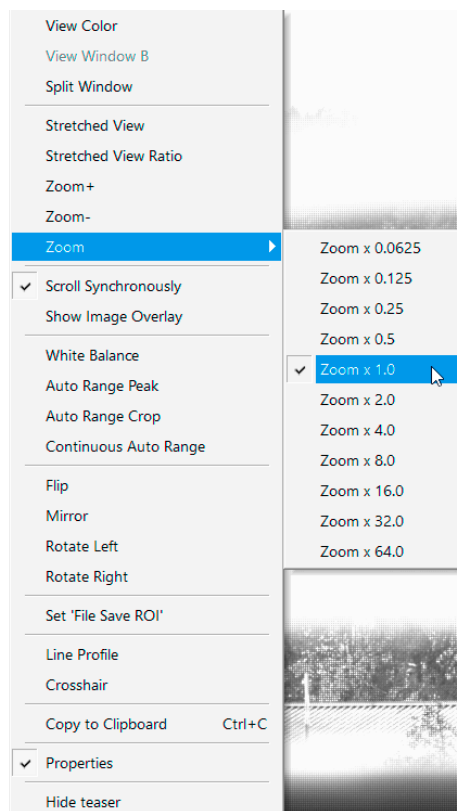 View Color
View Window B
Split Window
Stretched View
Stretched View Ratio
Zoom+
Zoom-
Zoom
Zoom x 0.0625
Zoom x 0.125
Zoom x 0.25
Zoom x 0.5
Zoom x 1.0
Zoom x 2.0
Zoom x 4.0
Zoom x 8.0
Zoom x 16.0
Zoom x 32.0
Zoom x 64.0
Scroll Synchronously
Show Image Overlay
White Balance
Auto Range Peak
Auto Range Crop
Continuous Auto Range
Flip
Mirror
Rotate Left
Rotate Right
Set 'File Save ROI'
Line Profile
Crosshair
Copy to Clipboard Ctrl+C
Properties
Hide teaser